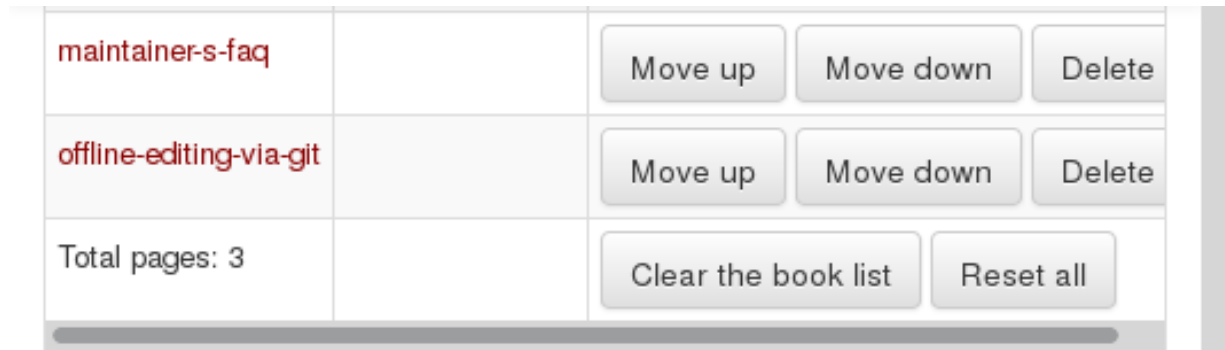 maintainer-s-faq Move up Move down Delete
offline-editing-via-git Move up Move down Delete
Total pages: 3 Clear the book list Reset all